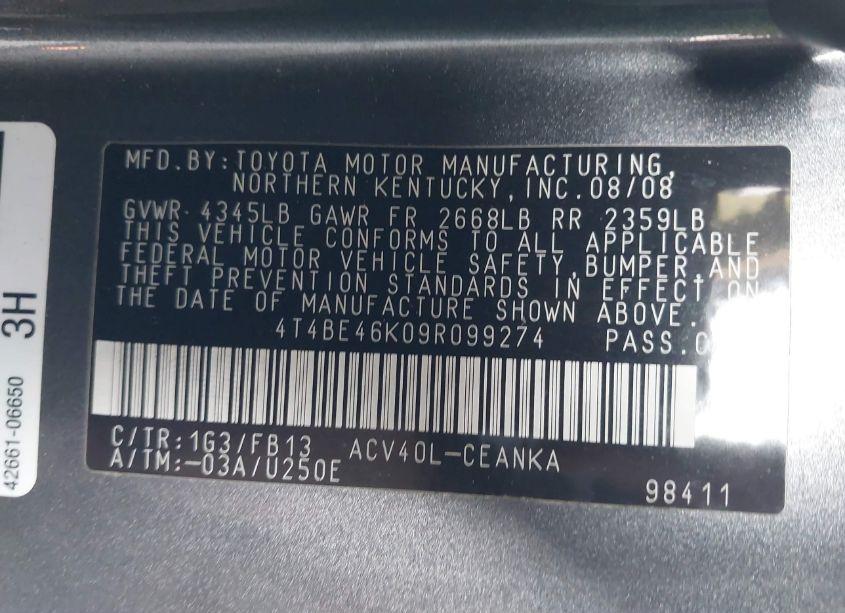 MFD.BY:TOYOTA MOTOR MANUFACTURING,
NORTHERN KENTUCKY,INC.08/08
GVWR 4345LB GAWR FR 2668LB RR 2359LB
THIS VEHICLE CONFORMS TO ALL APPLICABLE
FEDERAL MOTOR VEHICLE SAFETY,BUMPER,AND
THEFT PREVENTION STANDARDS IN EFFECT ON
THE DATE OF MANUFACTURE SHOWN ABOVE.
4T4BE46K09R099274 PASS.C
C/TR:1G3/FB13 ACV40L-CEANKA
A/TM:-03A/U250E
98411
42661-06650
3H